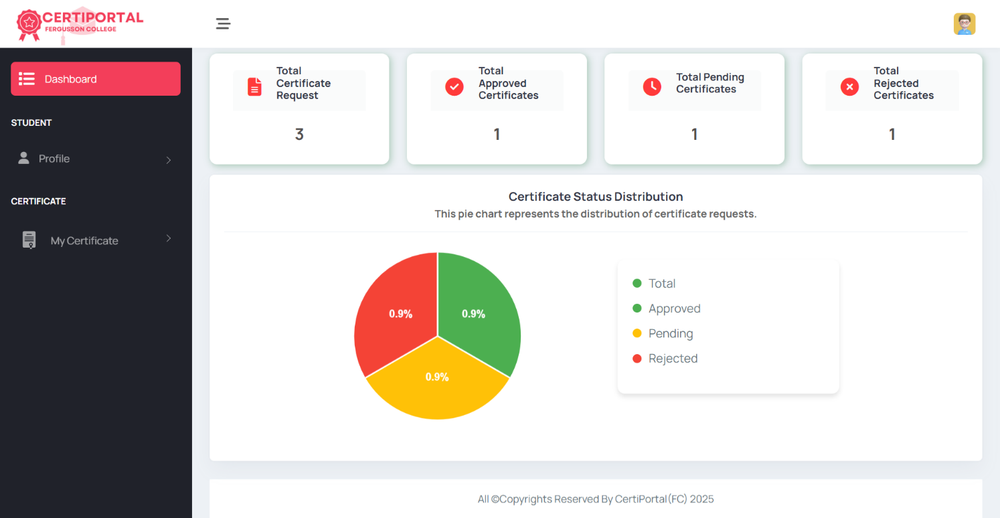 CERTIPORTAL
FERGUSSON COLLEGE
Dashboard
STUDENT
Profile
CERTIFICATE
My Certificate
Total
Certificate
Request
3
Total
Approved
Certificates
1
Total Pending
Certificates
1
Total
Rejected
Certificates
1
Certificate Status Distribution
This pie chart represents the distribution of certificate requests.
0.9%
0.9%
0.9%
Total
Approved
Pending
Rejected
All ©Copyrights Reserved By CertiPortal(FC) 2025